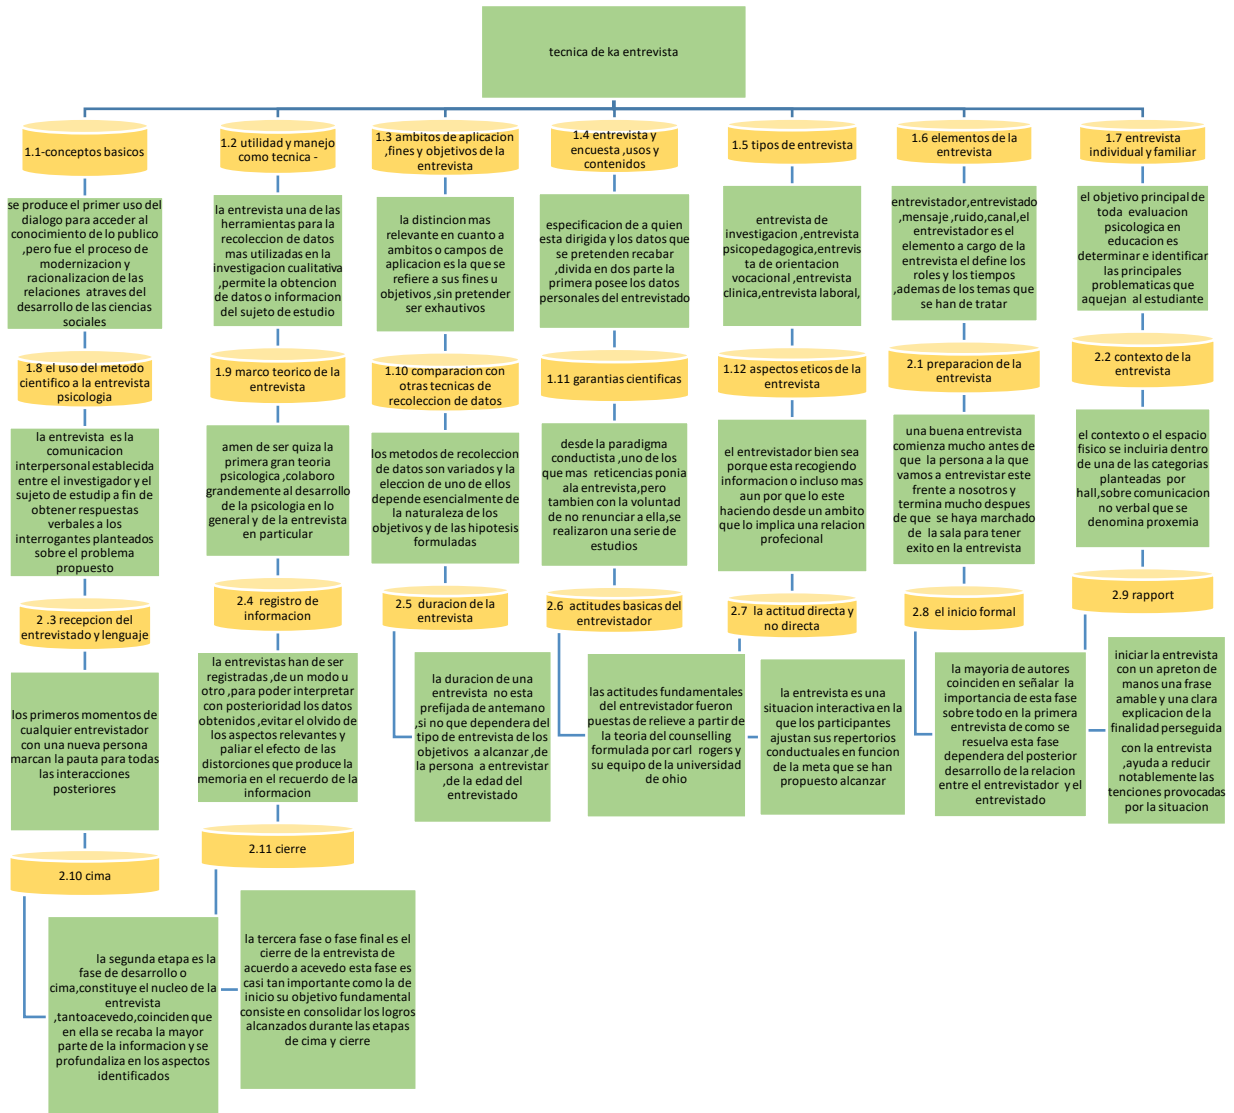 tecnica de ka entrevista
1.1-conceptos basicos
1.2 utilidad y manejo
como tecnica -
1.3 ambitos de aplicacion
,fines y objetivos de la
entrevista
1.4 entrevista y
encuesta ,usos y
contenidos
1.5 tipos de entrevista
1.6 elementos de la
entrevista
1.7 entrevista
individual y familiar
se produce el primer uso del
dialogo para acceder al
conocimiento de lo publico
,pero fue el proceso de
modernizacion y
racionalizacion de las
relaciones atraves del
desarrollo de las ciencias
sociales
la entrevista una de las
herramientas para la
recoleccion de datos
mas utilizadas en la
investigacion cualitativa
,permite la obtencion
de datos o informacion
del sujeto de estudio
la distincion mas
relevante en cuanto a
ambitos o campos de
aplicacion es la que se
refiere a sus fines u
objetivos ,sin pretender
ser exhautivos
especificacion de a quien
esta dirigida y los datos que
se pretenden recabar
,divida en dos parte la
primera posee los datos
personales del entrevistado
entrevista de
investigacion ,entrevista
psicopedagogica,entrevis
ta de orientacion
vocacional ,entrevista
clinica,entrevista laboral,
entrevistador,entrevistado
,mensaje ,ruido,canal,el
entrevistador es el
elemento a cargo de la
entrevista el define los
roles y los tiempos
,ademas de los temas que
se han de tratar
el objetivo principal de
toda evaluacion
psicologica en
educacion es
determinar e identificar
las principales
problematicas que
aquejan al estudiante
1.8 el uso del metodo
cientifico a la entrevista
psicologia
1.9 marco teorico de la
entrevista
1.10 comparacion con
otras tecnicas de
recoleccion de datos
1.11 garantias cientificas
1.12 aspectos eticos de la
entrevista
2.1 preparacion de la
entrevista
2.2 contexto de la
entrevista
la entrevista es la
comunicacion
interpersonal establecida
entre el investigador y el
sujeto de estudip a fin de
obtener respuestas
verbales a los
interrogantes planteados
sobre el problema
propuesto
amen de ser quiza la
primera gran teoria
psicologica ,colaboro
grandemente al desarrollo
de la psicologia en lo
general y de la entrevista
en particular
los metodos de recoleccion
de datos son variados y la
eleccion de uno de ellos
depende esencialmente de
la naturaleza de los
objetivos y de las hipotesis
formuladas
desde la paradigma
conductista ,uno de los
que mas reticencias ponia
ala entrevista,pero
tambien con la voluntad
de no renunciar a ella,se
realizaron una serie de
estudios
el entrevistador bien sea
porque esta recogiendo
informacion o incluso mas
aun por que lo este
haciendo desde un ambito
que lo implica una relacion
profecional
una buena entrevista
comienza mucho antes de
que la persona a la que
vamos a entrevistar este
frente a nosotros y
termina mucho despues
de que se haya marchado
de la sala para tener
exito en la entrevista
el contexto o el espacio
fisico se incluiria dentro
de una de las categorias
planteadas por
hall,sobre comunicacion
no verbal que se
denomina proxemia
2 .3 recepcion del
entrevistado y lenguaje
2.4 registro de
informacion
2.5 duracion de la
entrevista
2.6 actitudes basicas del
entrevistador
2.7 la actitud directa y
no directa
2.8 el inicio formal
2.9 rapport
los primeros momentos de
cualquier entrevistador
con una nueva persona
marcan la pauta para todas
las interacciones
posteriores
la entrevistas han de ser
registradas ,de un modo u
otro ,para poder interpretar
con posterioridad los datos
obtenidos ,evitar el olvido de
los aspectos relevantes y
paliar el efecto de las
distorciones que produce la
memoria en el recuerdo de la
informacion
la duracion de una
entrevista no esta
prefijada de antemano
,si no que dependera del
tipo de entrevista de los
objetivos a alcanzar ,de
la persona a entrevistar
,de la edad del
entrevistado
las actitudes fundamentales
del entrevistador fueron
puestas de relieve a partir de
la teoria del counselling
formulada por carl rogers y
su equipo de la universidad
de ohio
la entrevista es una
situacion interactiva en la
que los participantes
ajustan sus repertorios
conductuales en funcion
de la meta que se han
propuesto alcanzar
la mayoria de autores
coinciden en señalar la
importancia de esta fase
sobre todo en la primera
entrevista de como se
resuelva esta fase
dependera del posterior
desarrollo de la relacion
entre el entrevistador y el
entrevistado
iniciar la entrevista
con un apreton de
manos una frase
amable y una clara
explicacion de la
finalidad perseguida
con la entrevista
,ayuda a reducir
notablemente las
tenciones provocadas
por la situacion
2.10 cima
2.11 cierre
la segunda etapa es la
fase de desarrollo o
cima,constituye el nucleo de la
entrevista
,tantoacevedo,coinciden que
en ella se recaba la mayor
parte de la informacion y se
profundaliza en los aspectos
identificados
la tercera fase o fase final es el
cierre de la entrevista de
acuerdo a acevedo esta fase es
casi tan importante como la de
inicio su objetivo fundamental
consiste en consolidar los logros
alcanzados durante las etapas
de cima y cierre